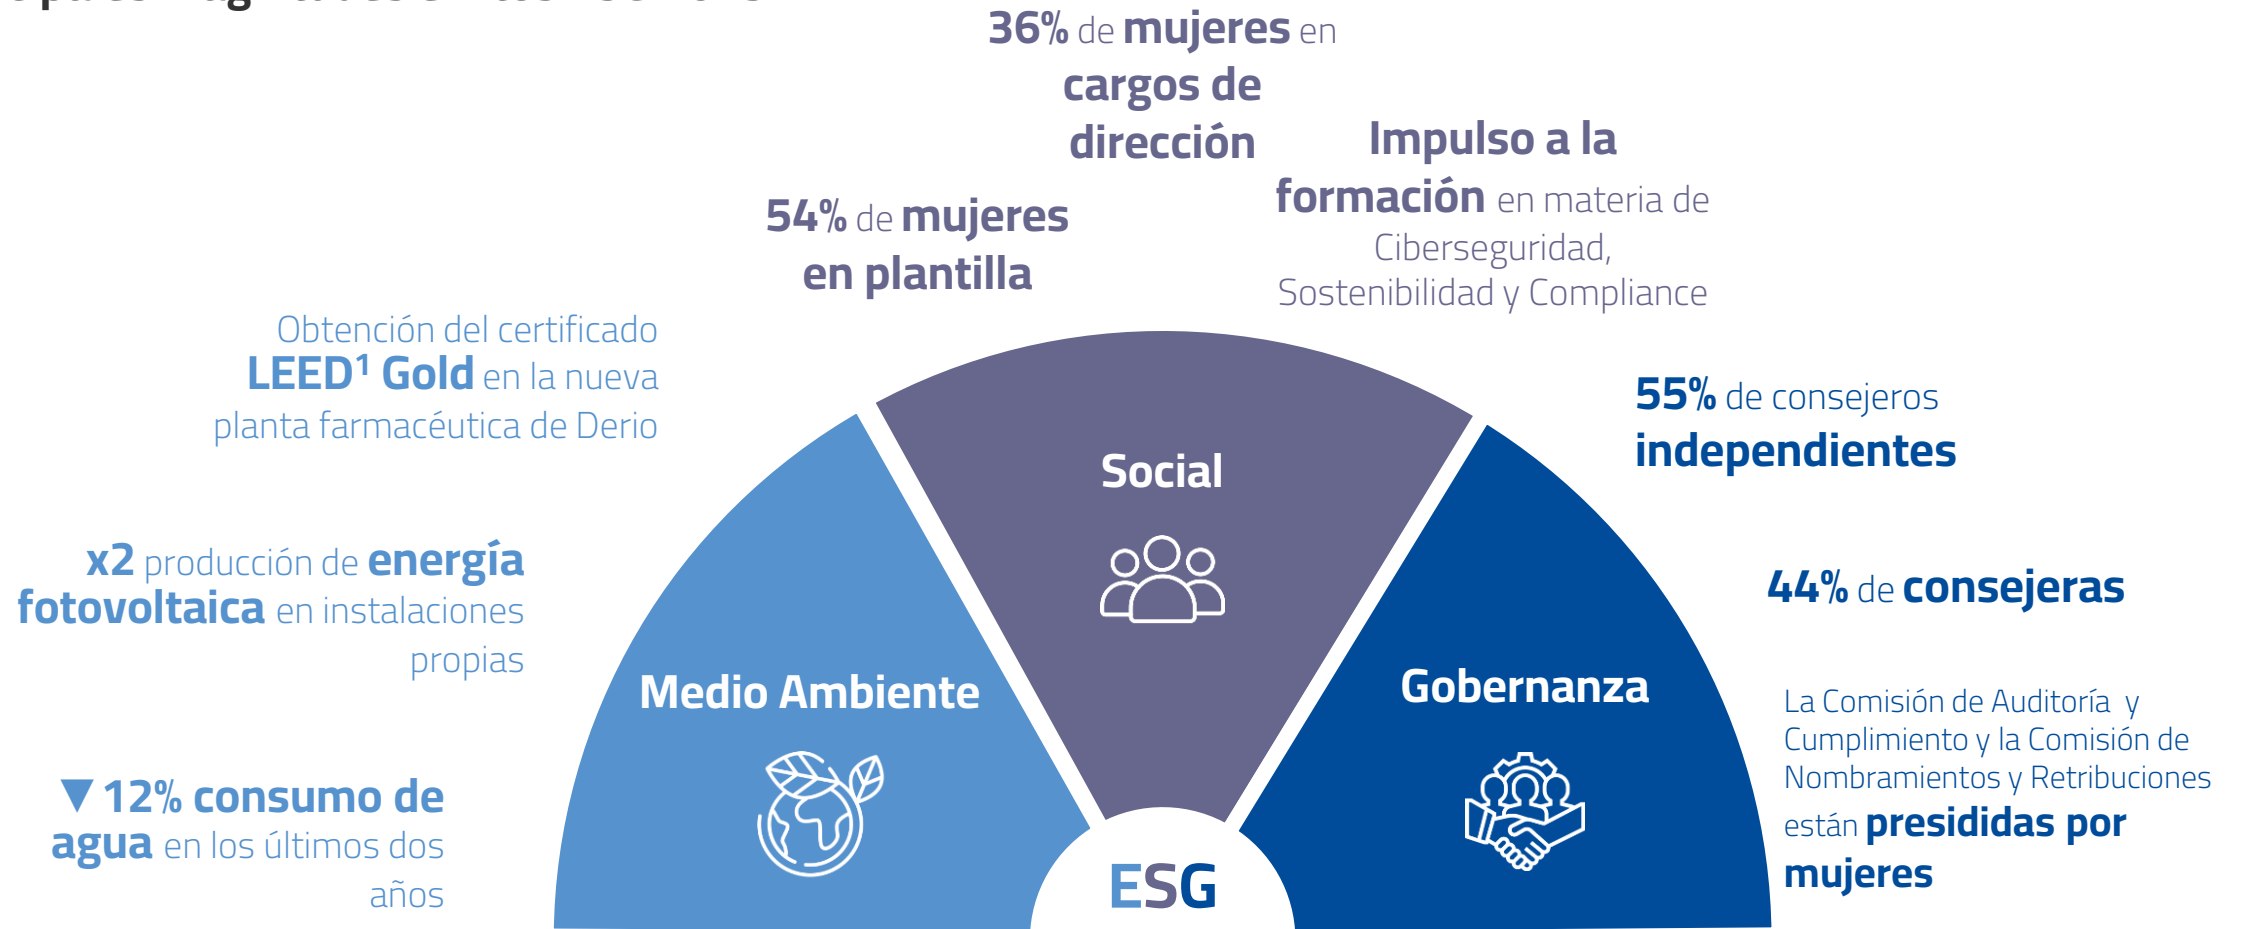 36% de mujeres en
cargos de
dirección
Impulso a la
formación en materia de
Ciberseguridad,
Sostenibilidad y Compliance
54% de mujeres
en plantilla
Obtención del certificado
LEED¹ Gold en la nueva
planta farmacéutica de Derio
x2 producción de energía
fotovoltaica en instalaciones
propias
▼12% consumo de
agua en los últimos dos
años
Social
Medio Ambiente
Gobernanza
ESG
55% de consejeros
independientes
44% de consejeras
La Comisión de Auditoría y
Cumplimiento y la Comisión de
Nombramientos y Retribuciones
están presididas por
mujeres